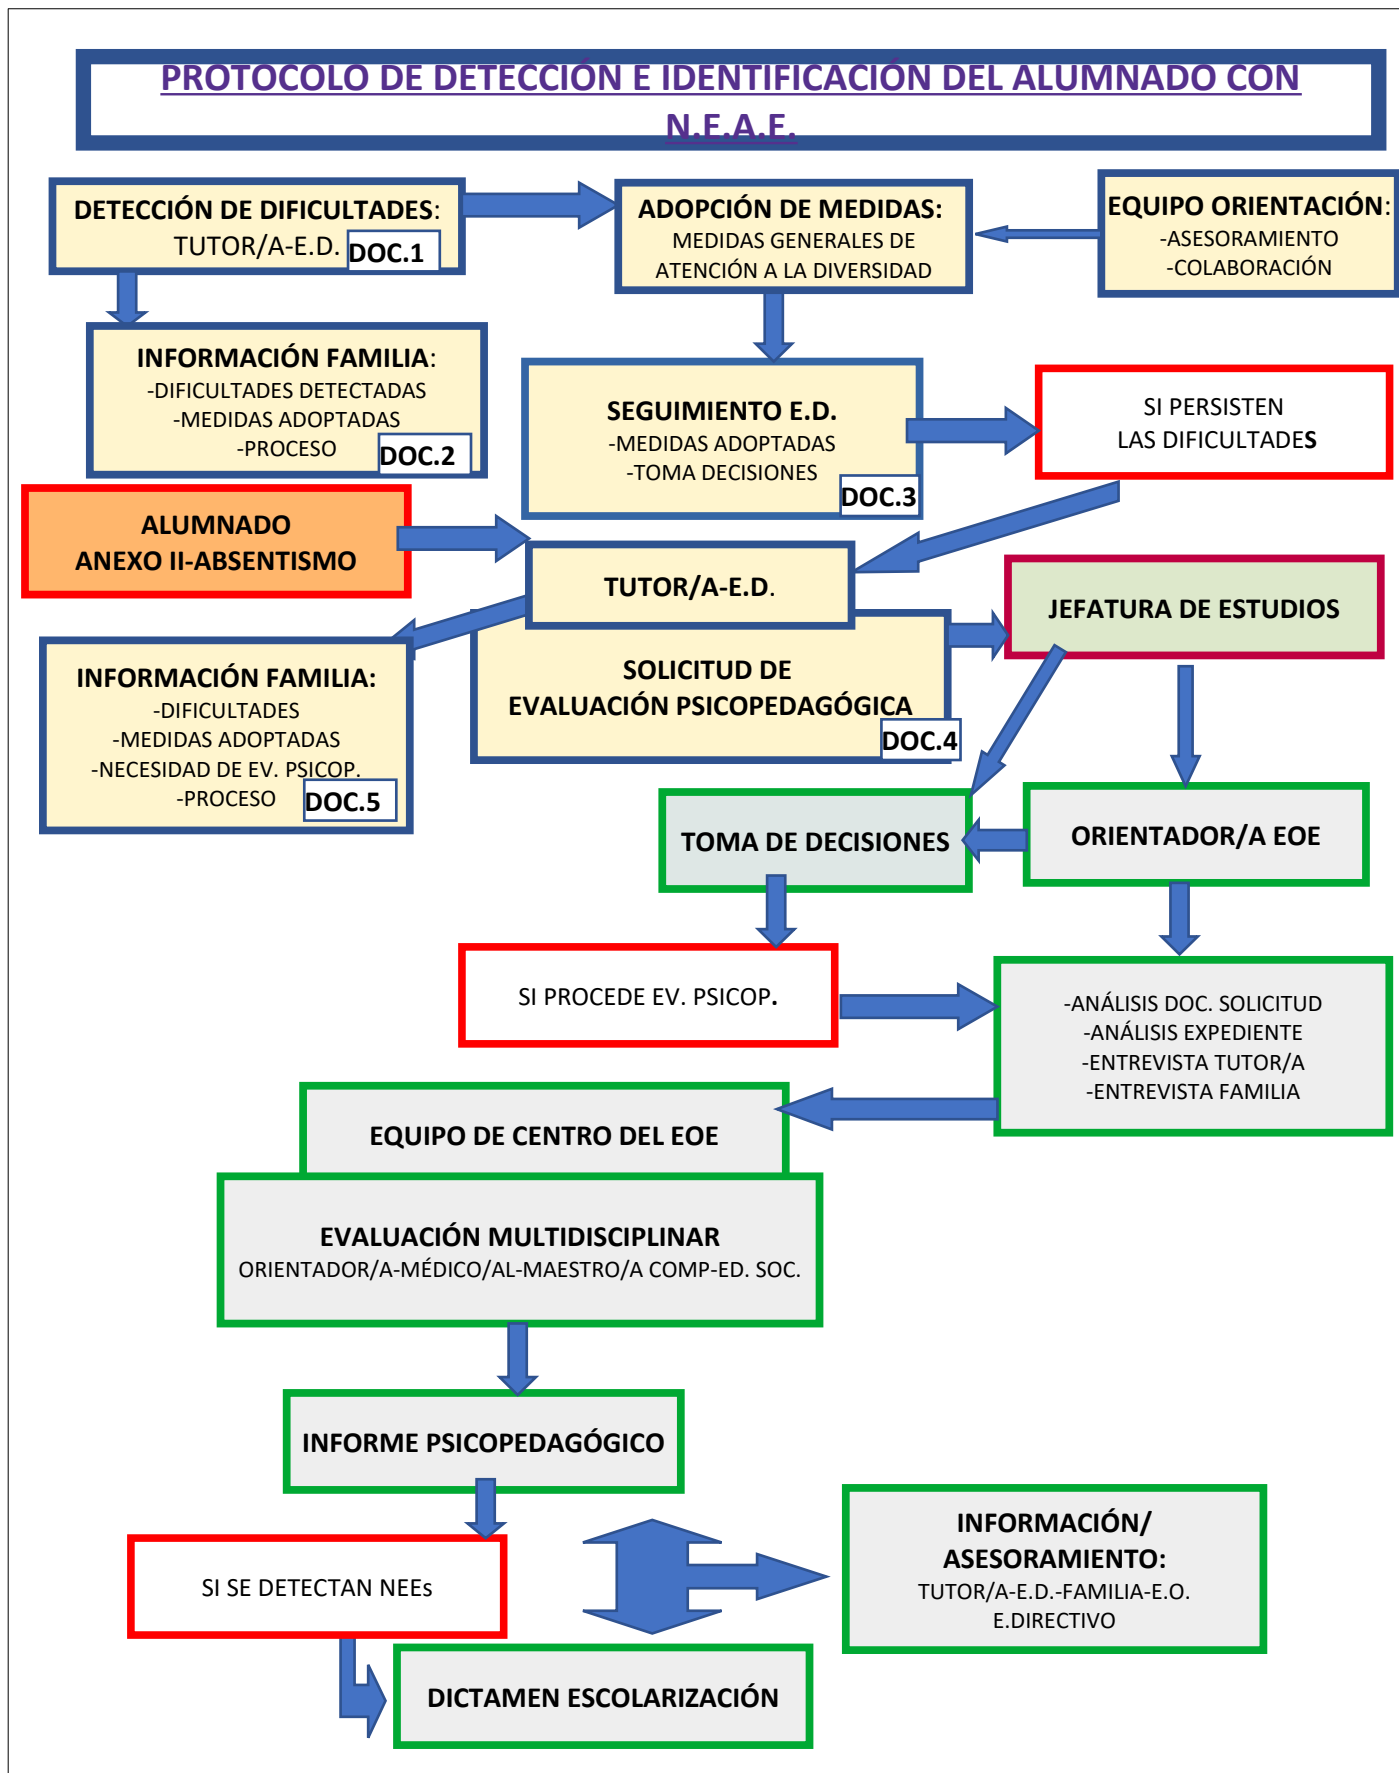 PROTOCOLO DE DETECCIÓN E IDENTIFICACIÓN DEL ALUMNADO CON
N.E.A.E.
DETECCIÓN DE DIFICULTADES:
TUTOR/A-E.D.
DOC.1
ADOPCIÓN DE MEDIDAS:
MEDIDAS GENERALES DE
ATENCIÓN A LA DIVERSIDAD
EQUIPO ORIENTACIÓN:
-ASESORAMIENTO
-COLABORACIÓN
INFORMACIÓN FAMILIA:
-DIFICULTADES DETECTADAS
-MEDIDAS ADOPTADAS
-PROCESO
DOC.2
SEGUIMIENTO E.D.
-MEDIDAS ADOPTADAS
-TOMA DECISIONES
DOC.3
SI PERSISTEN
LAS DIFICULTADES
ALUMNADO
ANEXO II-ABSENTISMO
TUTOR/A-E.D.
JEFATURA DE ESTUDIOS
SOLICITUD DE
EVALUACIÓN PSICOPEDAGÓGICA
DOC.4
INFORMACIÓN FAMILIA:
-DIFICULTADES
-MEDIDAS ADOPTADAS
-NECESIDAD DE EV. PSICOP.
-PROCESO
DOC.5
TOMA DE DECISIONES
ORIENTADOR/A EOE
SI PROCEDE EV. PSICOP.
-ANÁLISIS DOC. SOLICITUD
-ANÁLISIS EXPEDIENTE
-ENTREVISTA TUTOR/A
-ENTREVISTA FAMILIA
EQUIPO DE CENTRO DEL EOE
EVALUACIÓN MULTIDISCIPLINAR
ORIENTADOR/A-MÉDICO/AL-MAESTRO/A COMP-ED. SOC.
INFORME PSICOPEDAGÓGICO
SI SE DETECTAN NEEs
INFORMACIÓN/
ASESORAMIENTO:
TUTOR/A-E.D.-FAMILIA-E.O.
E.DIRECTIVO
DICTAMEN ESCOLARIZACIÓN